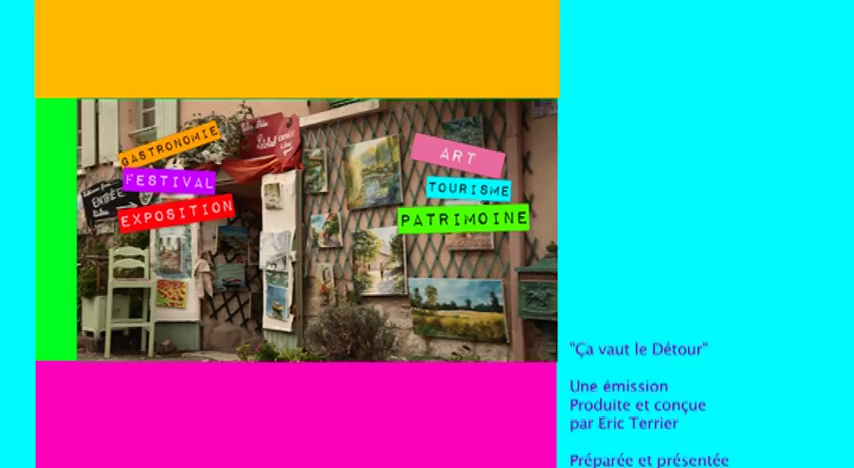 GASTRONOMIE
FESTIVAL
EXPOSITION
ENTRÉE
ART
TOURISME
PATRIMOINE
"Ça vaut le Détour"
Une émission
Produite et conçue
par Eric Terrier
Préparée et présentée